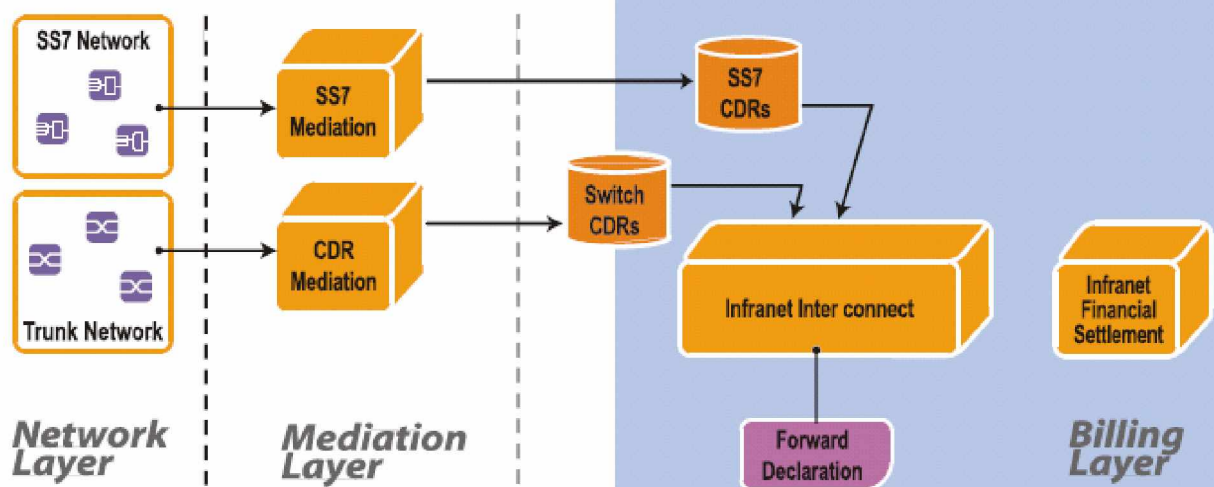 SS7 Network
SS7
Mediation
SS7
CDRs
Switch
CDRs
CDR
Mediation
Trunk Network
Infranet Inter connect
Infranet
Financial
Settlement
Forward
Declaration
Network
Layer
Mediation
Layer
Billing
Layer